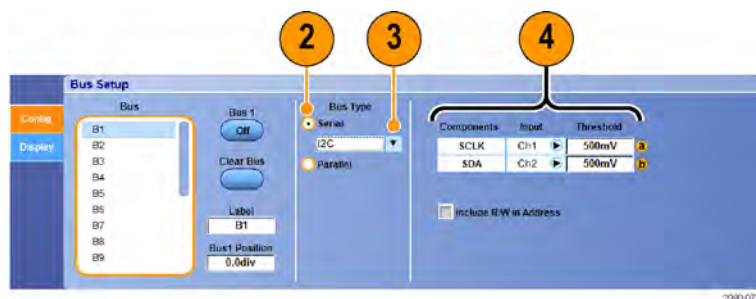 2 3 4
Bus Setup
Config
Display
Bus
B1
B2
B3
B4
B5
B6
B7
B8
B9
Bus 1
Off
Clear Bus
Label
B1
Bus1 Position
0.0div
Bus Type
Serial
I2C
Parallel
Components Input Threshold
SCLK Ch1 500mV a
SDA Ch2 500mV b
Include R/W in Address